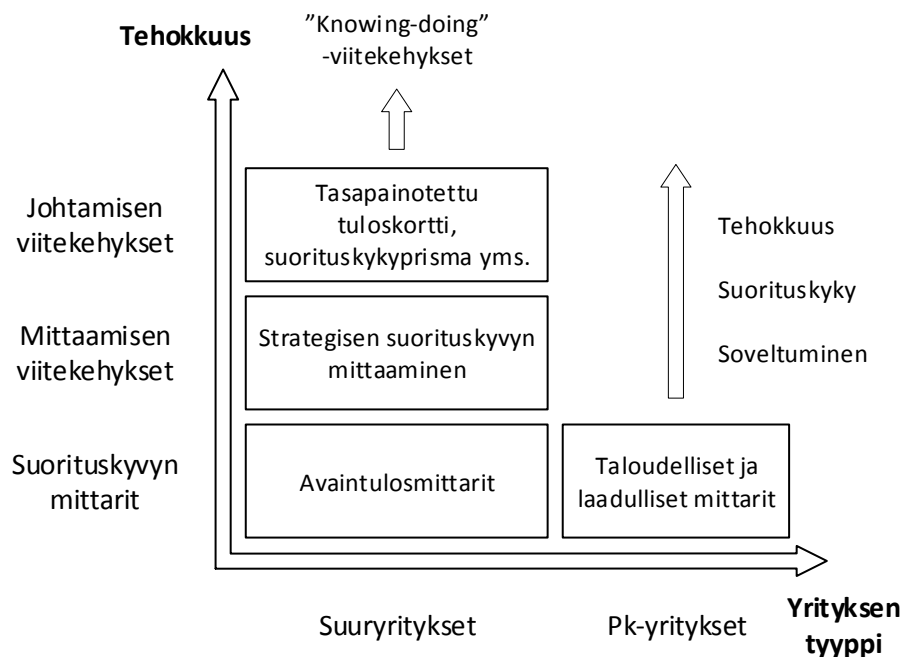 Tehokkuus
”Knowing-doing”
-viitekehykset
Johtamisen
viitekehykset
Tasapainotettu
tuloskortti,
suorituskykyprisma yms.
Tehokkuus
Suorituskyky
Soveltuminen
Mittaamisen
viitekehykset
Strategisen suorituskyvyn
mittaaminen
Suorituskyvyn
mittarit
Avaintulosmittarit
Taloudelliset ja
laadulliset mittarit
Suuryritykset
Pk-yritykset
Yrityksen
tyyppi